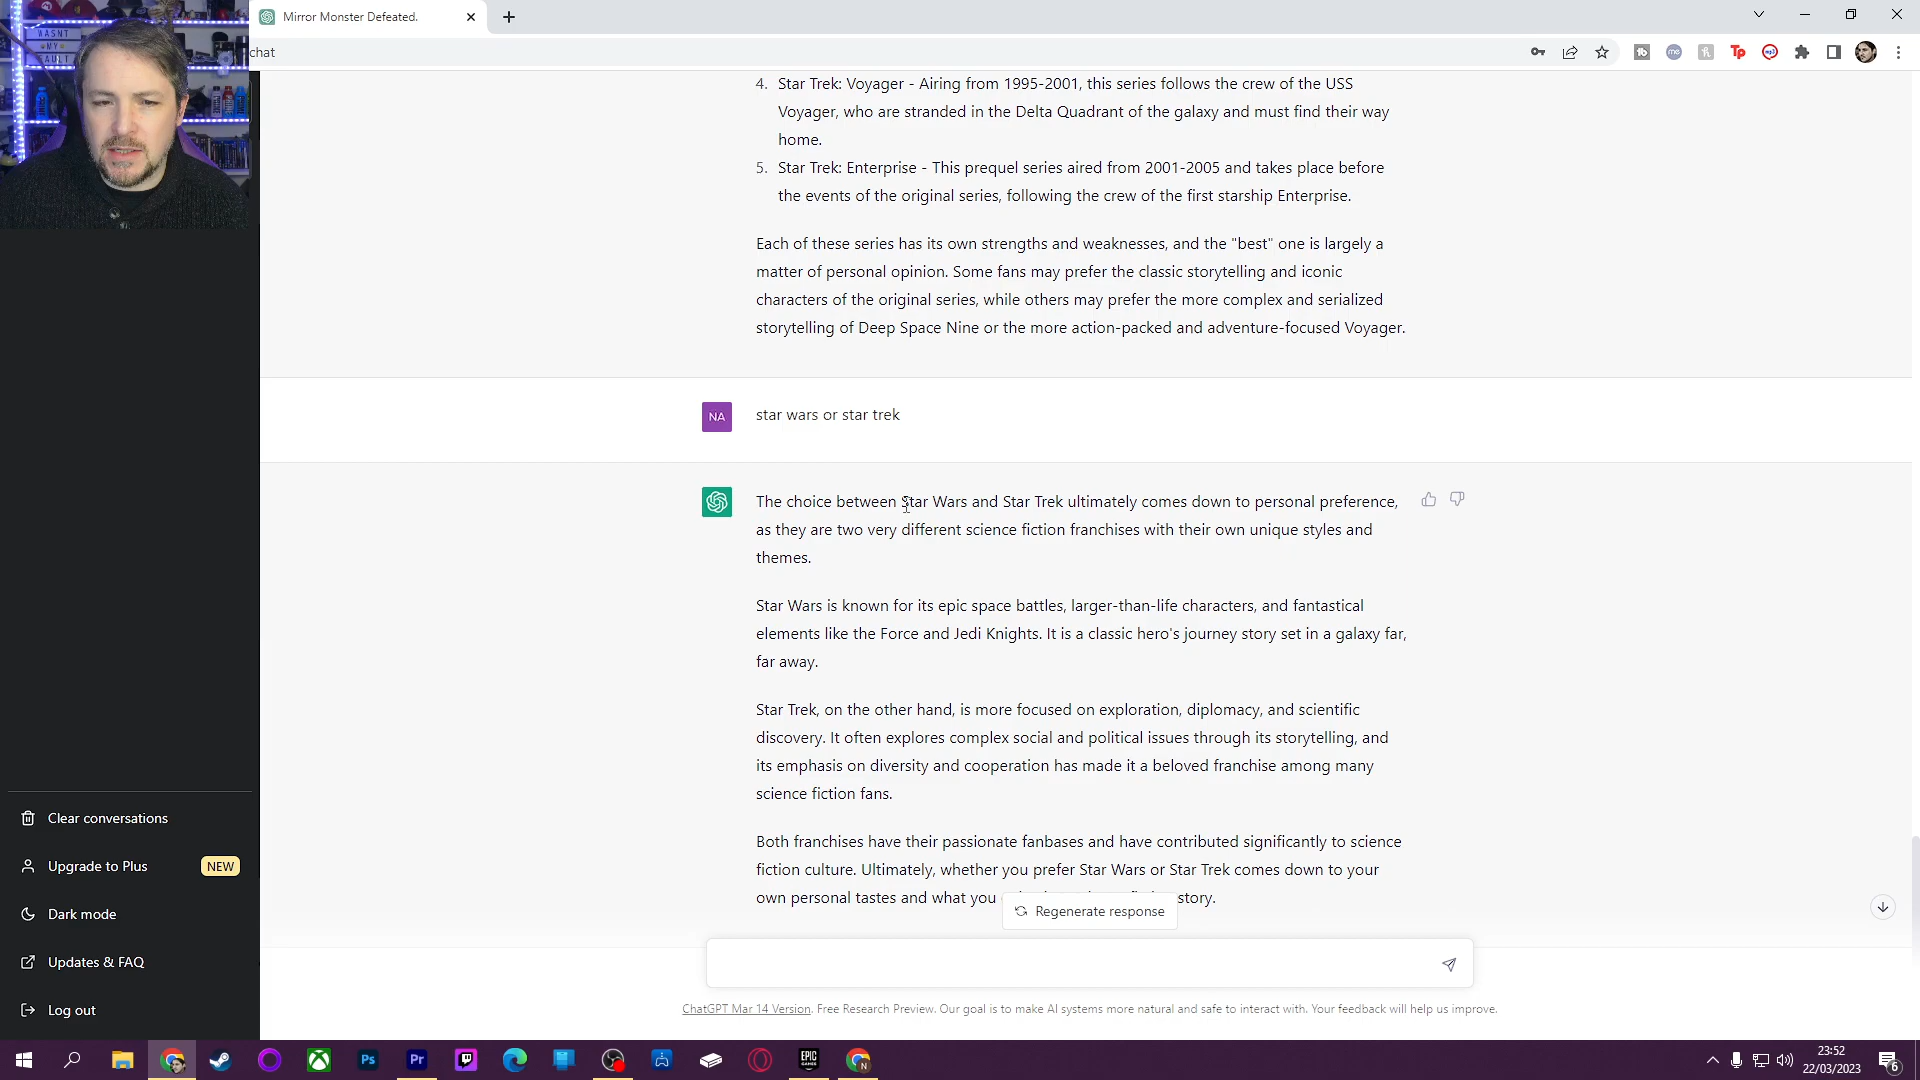 Mirror Monster Defeated.
chat
WASNT
MY
FAULT
4. Star Trek: Voyager - Airing from 1995-2001, this series follows the crew of the USS
Voyager, who are stranded in the Delta Quadrant of the galaxy and must find their way
home.
5. Star Trek: Enterprise - This prequel series aired from 2001-2005 and takes place before
the events of the original series, following the crew of the first starship Enterprise.
Each of these series has its own strengths and weaknesses, and the "best" one is largely a
matter of personal opinion. Some fans may prefer the classic storytelling and iconic
characters of the original series, while others may prefer the more complex and serialized
storytelling of Deep Space Nine or the more action-packed and adventure-focused Voyager.
NA
star wars or star trek
The choice between Star Wars and Star Trek ultimately comes down to personal preference,
as they are two very different science fiction franchises with their own unique styles and
themes.
Star Wars is known for its epic space battles, larger-than-life characters, and fantastical
elements like the Force and Jedi Knights. It is a classic hero's journey story set in a galaxy far,
far away.
Star Trek, on the other hand, is more focused on exploration, diplomacy, and scientific
discovery. It often explores complex social and political issues through its storytelling, and
its emphasis on diversity and cooperation has made it a beloved franchise among many
science fiction fans.
Both franchises have their passionate fanbases and have contributed significantly to science
fiction culture. Ultimately, whether you prefer Star Wars or Star Trek comes down to your
own personal tastes and what you story.
Regenerate response
Clear conversations
Upgrade to Plus NEW
Dark mode
Updates & FAQ
Log out
ChatGPT Mar 14 Version. Free Research Preview. Our goal is to make AI systems more natural and safe to interact with. Your feedback will help us improve.
Ps
Pr
EPIC
GAMES
N
23:52
22/03/2023
6